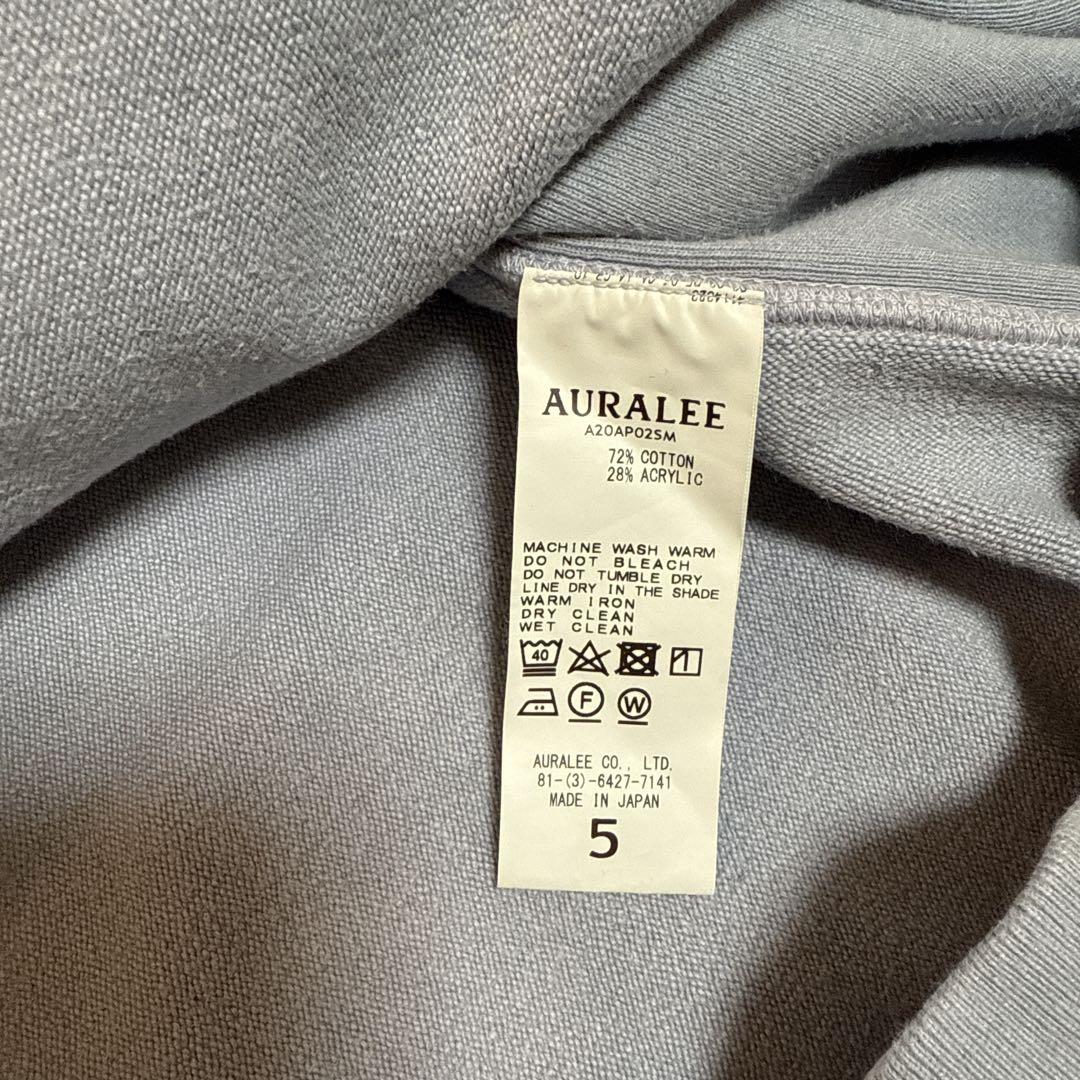 AURALEE
A20AP02SM
72% COTTON
28% ACRYLIC
MACHINE WASH WARM
DO NOT BLEACH
DO NOT TUMBLE DRY
LINE DRY IN THE SHADE
WARM IRON
DRY CLEAN
WET CLEAN
40
F
W
AURALEE CO., LTD.
81-(3)-6427-7141
MADE IN JAPAN
5